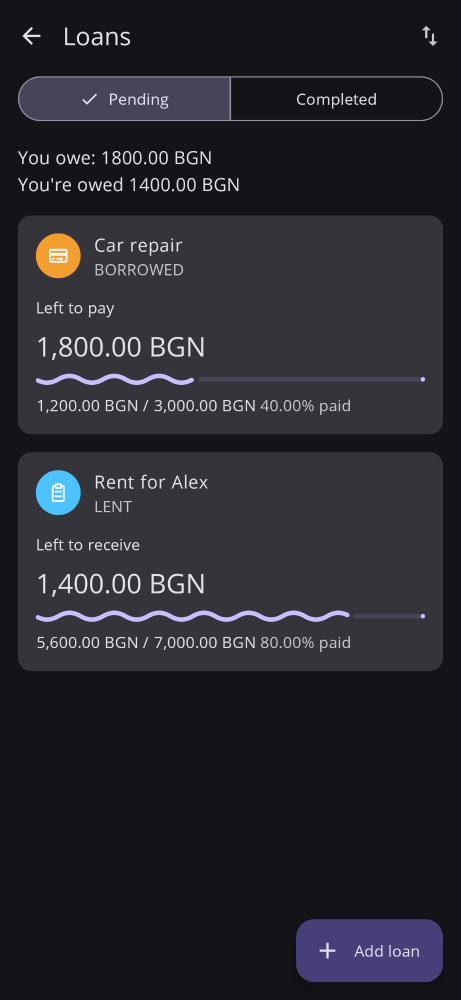 Loans
Pending
Completed
You owe: 1800.00 BGN
You're owed 1400.00 BGN
Car repair
BORROWED
Left to pay
1,800.00 BGN
1,200.00 BGN / 3,000.00 BGN 40.00% paid
Rent for Alex
LENT
Left to receive
1,400.00 BGN
5,600.00 BGN / 7,000.00 BGN 80.00% paid
Add loan